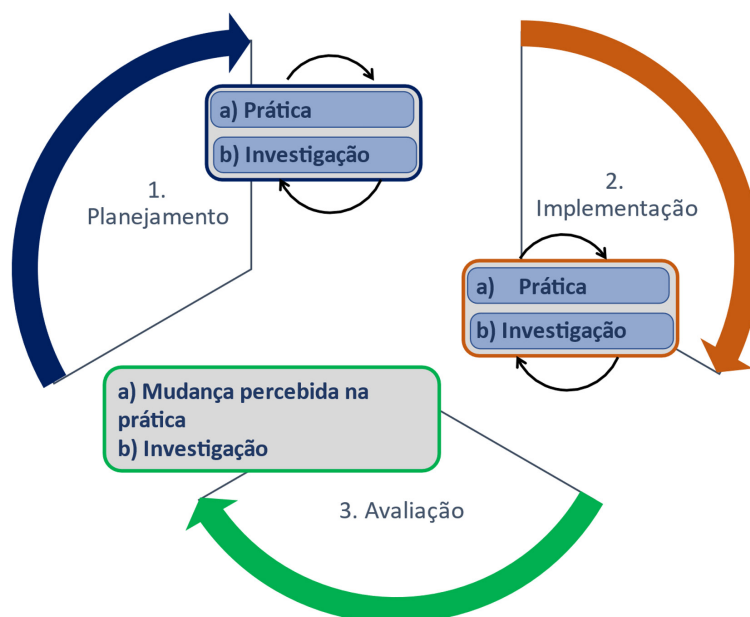 a) Prática
b) Investigação
1.
Planejamento
2.
Implementação
a) Prática
b) Investigação
a) Mudança percebida na
prática
b) Investigação
3. Avaliação